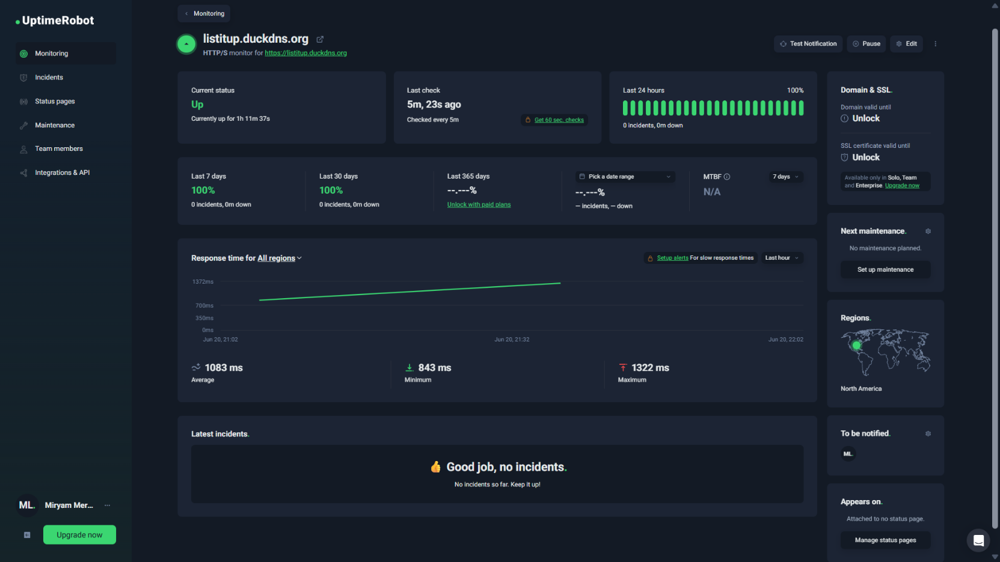 UptimeRobot
Monitoring
Incidents
Status pages
Maintenance
Team members
Integrations & API
ML.
Miryam Mer...
Upgrade now
Monitoring
listitup.duckdns.org
HTTP/S monitor for https://listitup.duckdns.org
Test Notification
Pause
Edit
Current status
Up
Currently up for 1h 11m 37s
Last check
5m, 23s ago
Checked every 5m
Get 60 sec. checks
Last 24 hours
100%
0 incidents, 0m down
Last 7 days
100%
0 incidents, 0m down
Last 30 days
100%
0 incidents, 0m down
Last 365 days
--.---%
Unlock with paid plans
Pick a date range
--.---%
— incidents, — down
MTBF
7 days
N/A
Response time for All regions
Setup alerts For slow response times
Last hour
1372ms
700ms
350ms
0ms
Jun 20, 21:02
Jun 20, 21:32
Jun 20, 22:02
1083 ms
Average
843 ms
Minimum
1322 ms
Maximum
Latest incidents.
👍 Good job, no incidents.
No incidents so far. Keep it up!
Domain & SSL.
Domain valid until
Unlock
SSL certificate valid until
Unlock
Available only in Solo, Team
and Enterprise. Upgrade now
Next maintenance.
No maintenance planned.
Set up maintenance
Regions.
North America
To be notified.
ML.
Appears on.
Attached to no status page.
Manage status pages